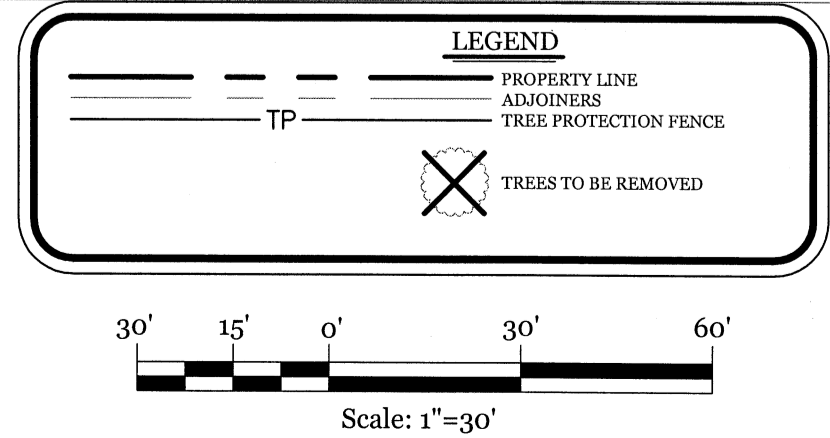 LEGEND
PROPERTY LINE
ADJOINERS
TP TREE PROTECTION FENCE
TREES TO BE REMOVED
30' 15' 0' 30' 60'
Scale: 1"=30'